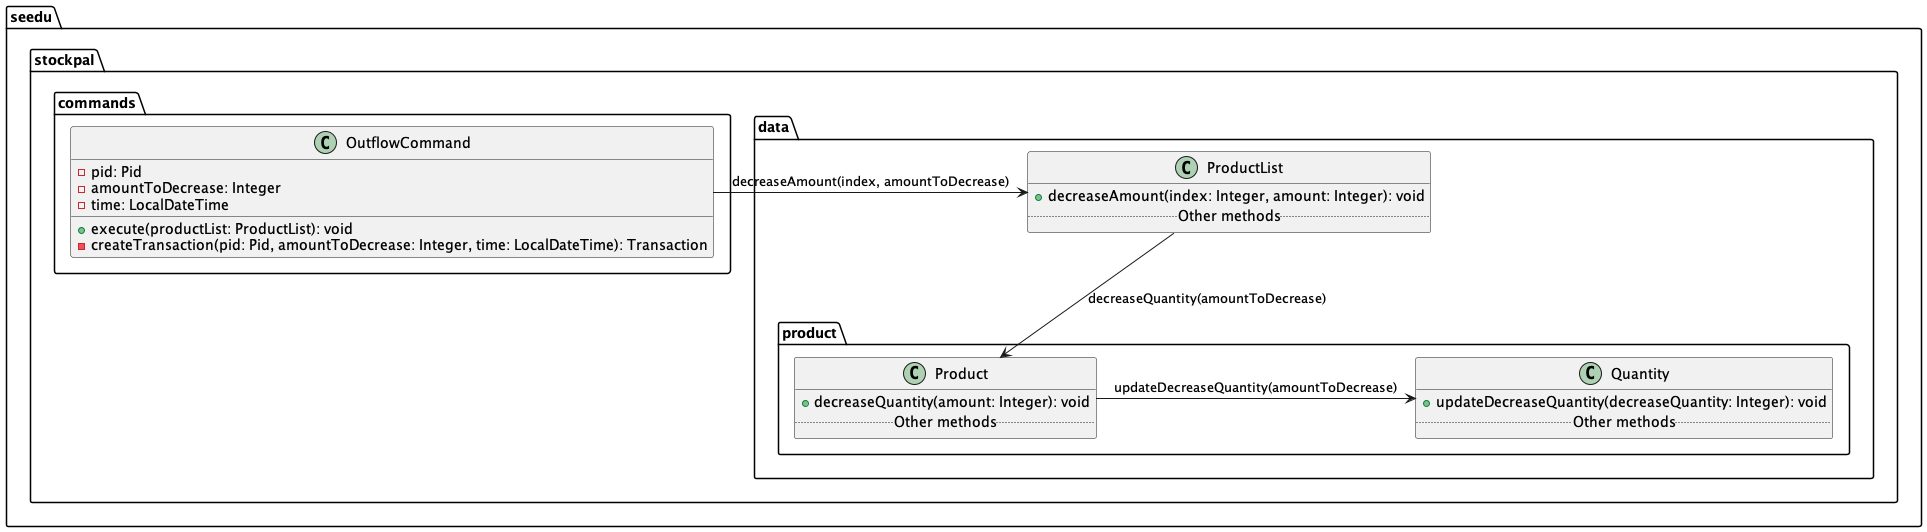 seedu
stockpal
commands
C OutflowCommand
pid: Pid
amountToDecrease: Integer
time: LocalDateTime
execute(productList: ProductList): void
createTransaction(pid: Pid, amountToDecrease: Integer, time: LocalDateTime): Transaction
decreaseAmount(index, amountToDecrease)
data
C ProductList
decreaseAmount(index: Integer, amount: Integer): void
Other methods
decreaseQuantity(amountToDecrease)
product
C Product
decreaseQuantity(amount: Integer): void
Other methods
updateDecreaseQuantity(amountToDecrease)
C Quantity
updateDecreaseQuantity(decreaseQuantity: Integer): void
Other methods